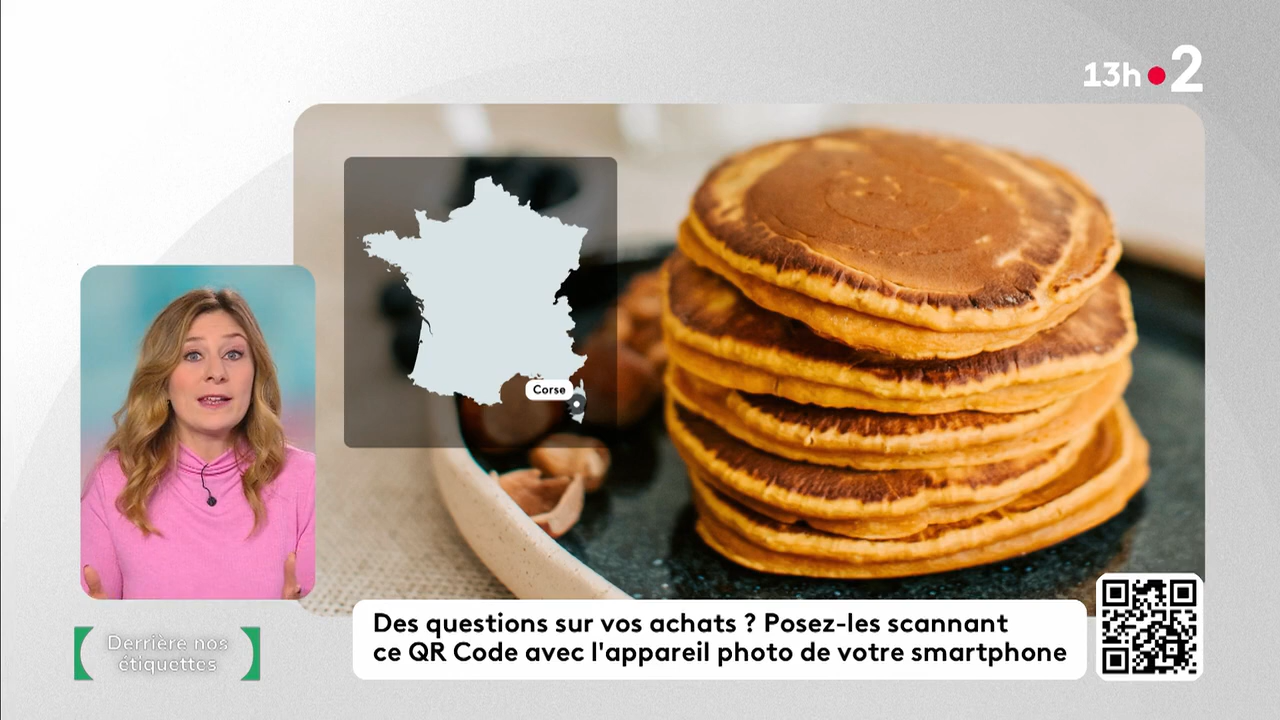 13h 2
Corse
Des questions sur vos achats ? Posez-les scannant
ce QR Code avec l'appareil photo de votre smartphone
Derrière nos
étiquettes